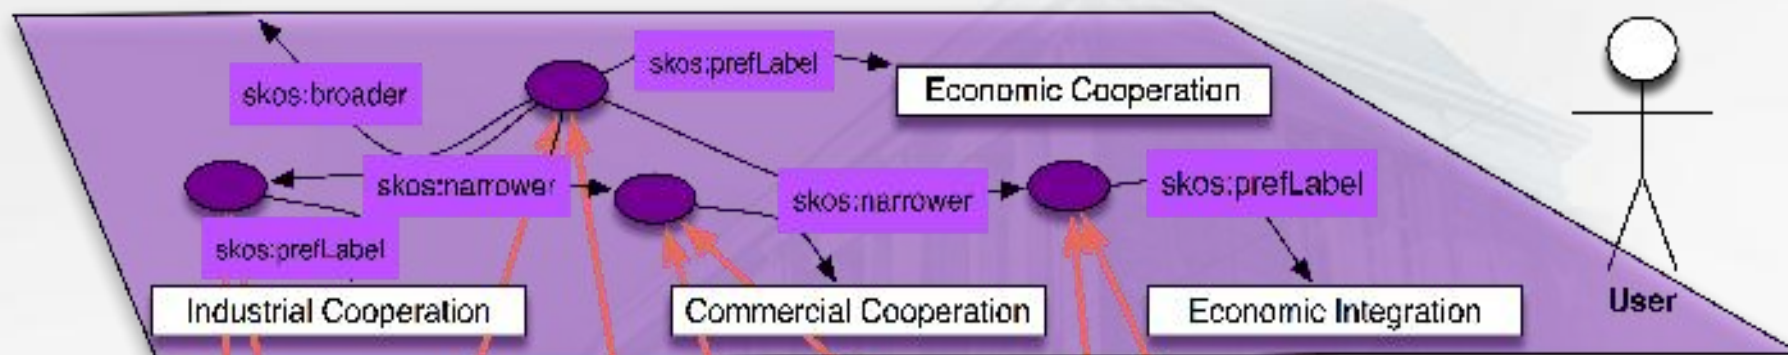 skos:prefLabel
skos:broader
Economic Cooperation
skos:narrower
skos:prefLabel
skos:narrower
skos:prefLabel
Industrial Cooperation
Commercial Cooperation
Economic Integration
User